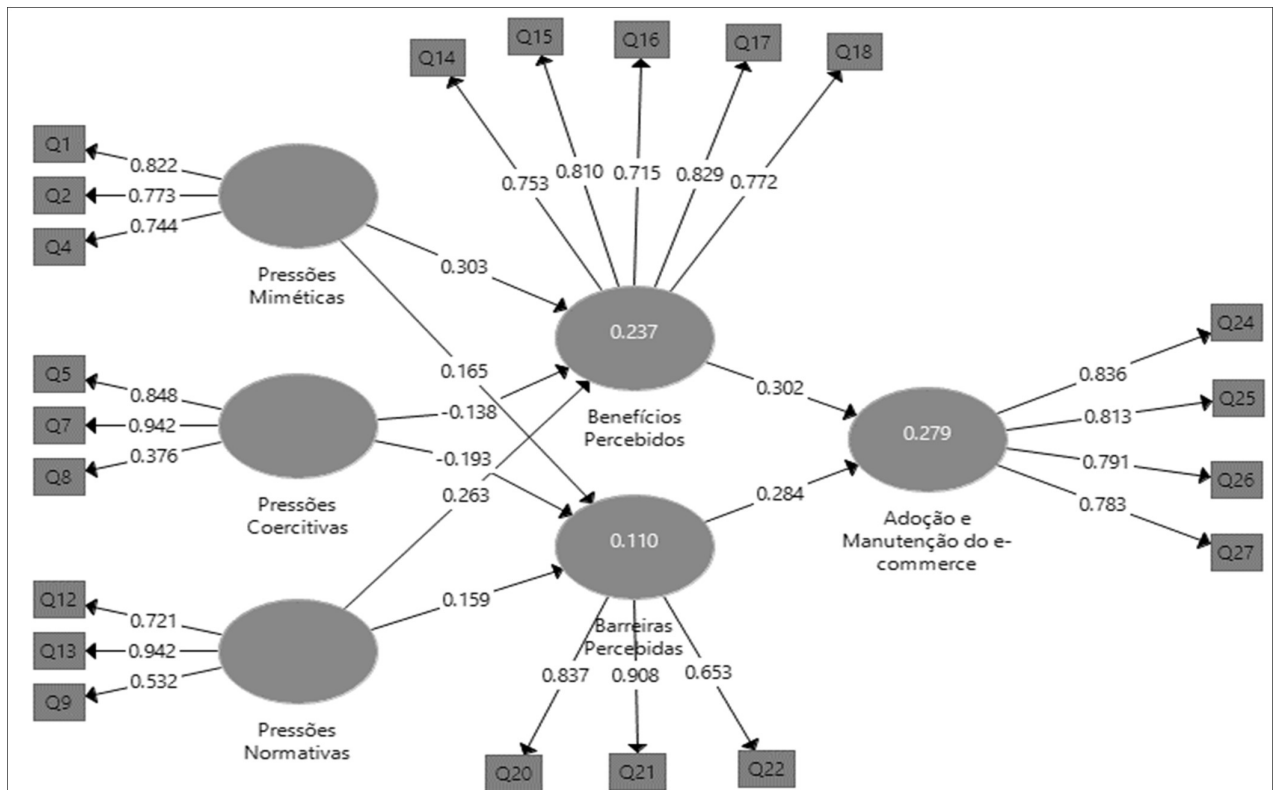 Q14
Q15
Q16
Q17
Q18
0.753
0.810
0.715
0.829
0.772
Q1
Q2
Q4
0.822
0.773
0.744
Pressões
Miméticas
0.303
0.165
Q5
Q7
Q8
0.848
0.942
0.376
Pressões
Coercitivas
-0.138
-0.193
Q12
Q13
Q9
0.721
0.942
0.532
Pressões
Normativas
0.263
0.159
0.237
Benefícios
Percebidos
0.302
0.110
Barreiras
Percebidas
0.284
0.837
0.908
0.653
Q20
Q21
Q22
0.279
Adoção e
Manutenção do e-
commerce
0.836
0.813
0.791
0.783
Q24
Q25
Q26
Q27